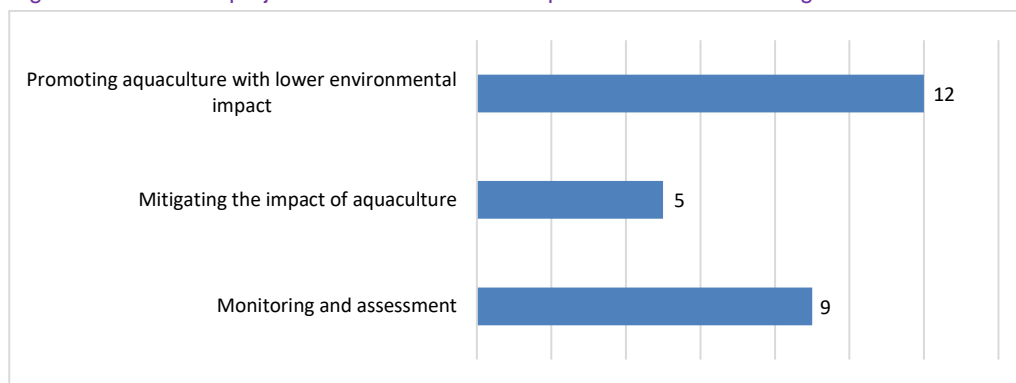 Promoting aquaculture with lower environmental
impact
12
Mitigating the impact of aquaculture
5
Monitoring and assessment
9